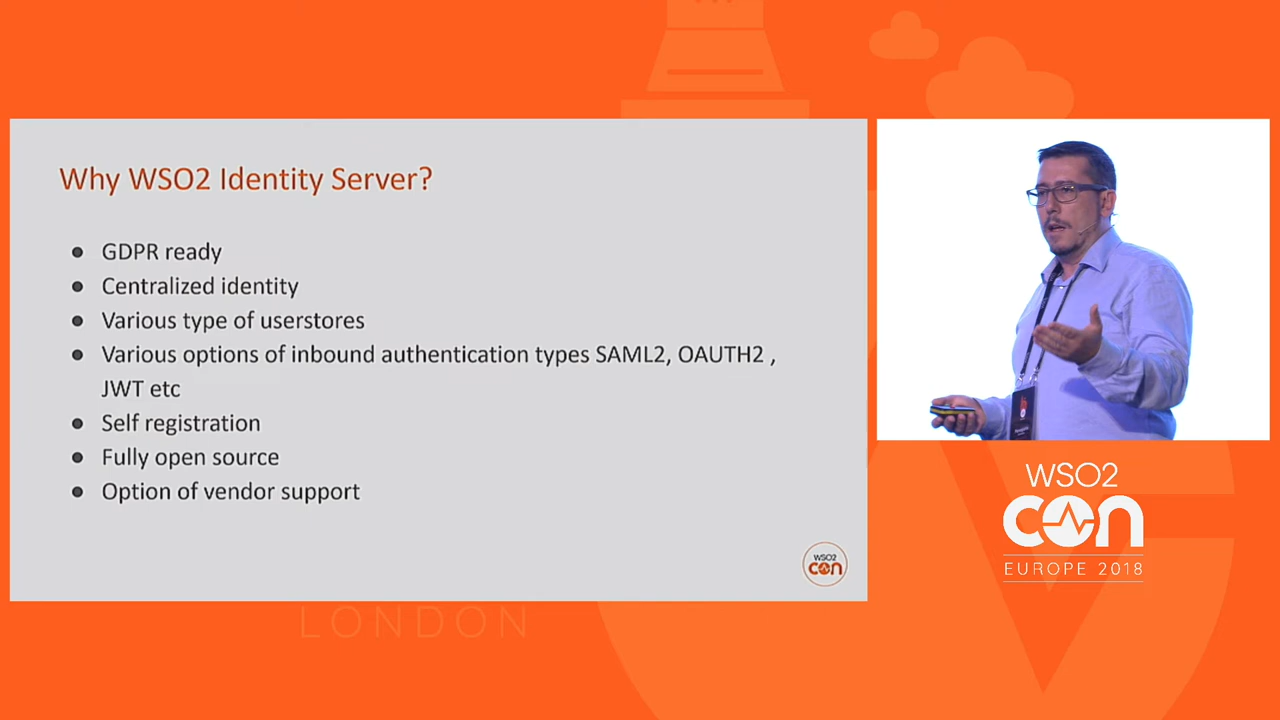 Why WSO2 Identity Server?
● GDPR ready
● Centralized identity
● Various type of userstores
● Various options of inbound authentication types SAML2, OAUTH2 ,
JWT etc
● Self registration
● Fully open source
● Option of vendor support
WSO2
con
WSO2
con
EUROPE 2018
LONDON